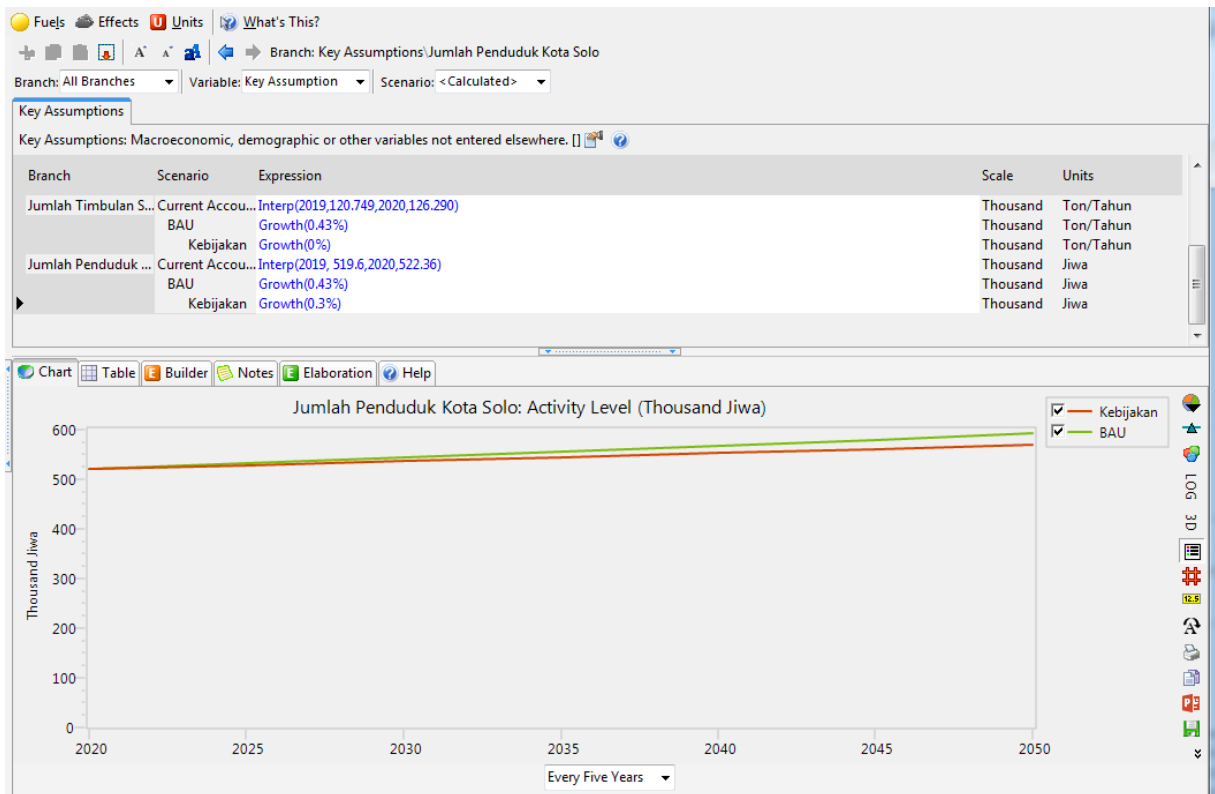 Fuels Effects U Units What's This?
A A a Branch: Key Assumptions\Jumlah Penduduk Kota Solo
Branch: All Branches Variable: Key Assumption Scenario: <Calculated>
Key Assumptions
Key Assumptions: Macroeconomic, demographic or other variables not entered elsewhere. []
Branch Scenario Expression Scale Units
Jumlah Timbulan S... Current Accou... Interp(2019,120.749,2020,126.290) Thousand Ton/Tahun
BAU Growth(0.43%) Thousand Ton/Tahun
Kebijakan Growth(0%) Thousand Ton/Tahun
Jumlah Penduduk ... Current Accou... Interp(2019, 519.6,2020,522.36) Thousand Jiwa
BAU Growth(0.43%) Thousand Jiwa
Kebijakan Growth(0.3%) Thousand Jiwa
Chart Table E Builder Notes E Elaboration Help
Jumlah Penduduk Kota Solo: Activity Level (Thousand Jiwa)
Kebijakan
BAU
LOG
3D
12.5
A
Thousand Jiwa
600
500
400
300
200
100
0
2020 2025 2030 2035 2040 2045 2050
Every Five Years